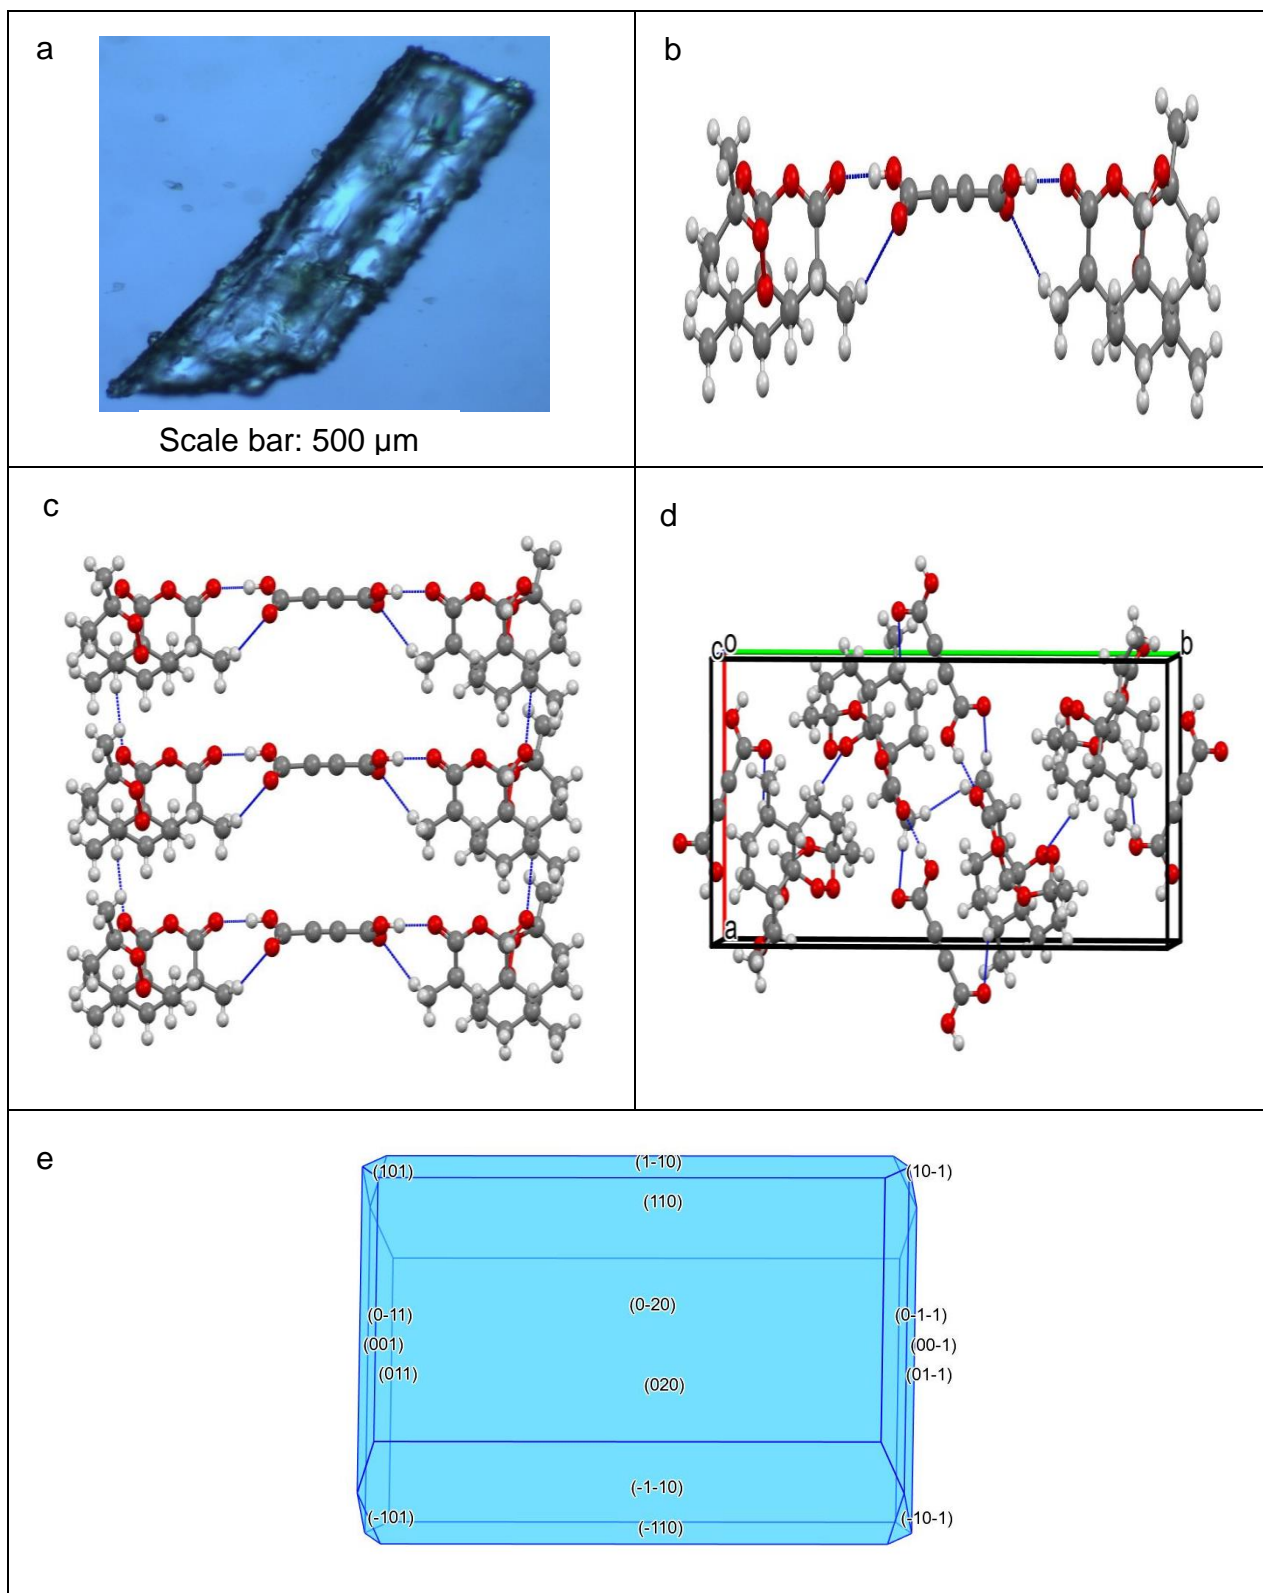 a
Scale bar: 500 µm
b
c
d
c o
b
a
e
(101)
(1-10)
(10-1)
(110)
(0-11)
(0-20)
(0-1-1)
(001)
(00-1)
(011)
(020)
(01-1)
(-1-10)
(-101)
(-110)
(-10-1)